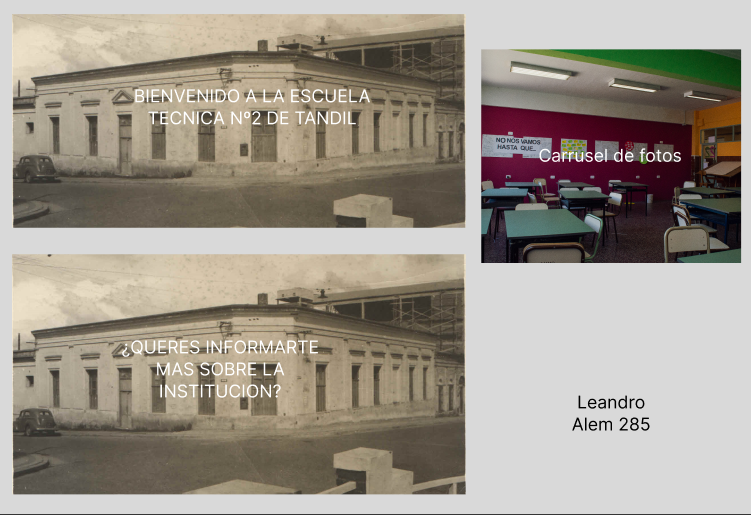 BIENVENIDO A LA ESCUELA
TECNICA Nº2 DE TANDIL
NO NOS VAMOS
HASTA QUE...
Carrusel de fotos
¿QUERES INFORMARTE
MAS SOBRE LA
INSTITUCION?
Leandro
Alem 285